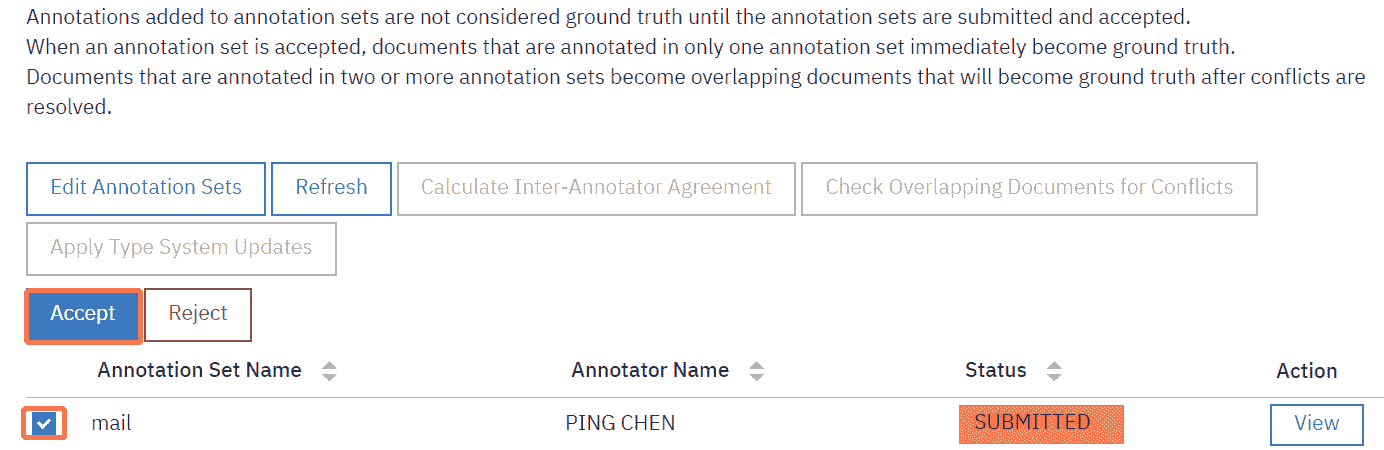 Annotations added to annotation sets are not considered ground truth until the annotation sets are submitted and accepted.
When an annotation set is accepted, documents that are annotated in only one annotation set immediately become ground truth.
Documents that are annotated in two or more annotation sets become overlapping documents that will become ground truth after conflicts are
resolved.
Edit Annotation Sets Refresh Calculate Inter-Annotator Agreement Check Overlapping Documents for Conflicts
Apply Type System Updates
Accept Reject
Annotation Set Name Annotator Name Status Action
mail PING CHEN SUBMITTED View